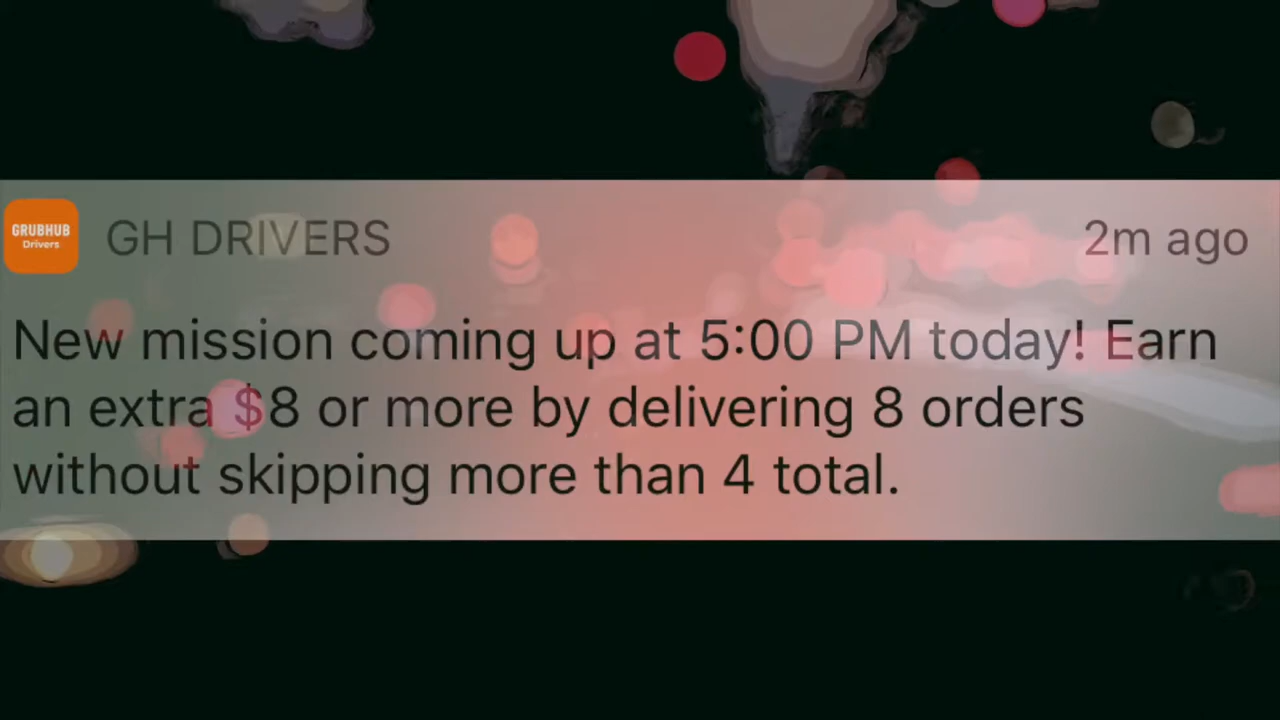 GRUBHUB
Drivers
GH DRIVERS
2m ago
New mission coming up at 5:00 PM today! Earn
an extra $8 or more by delivering 8 orders
without skipping more than 4 total.